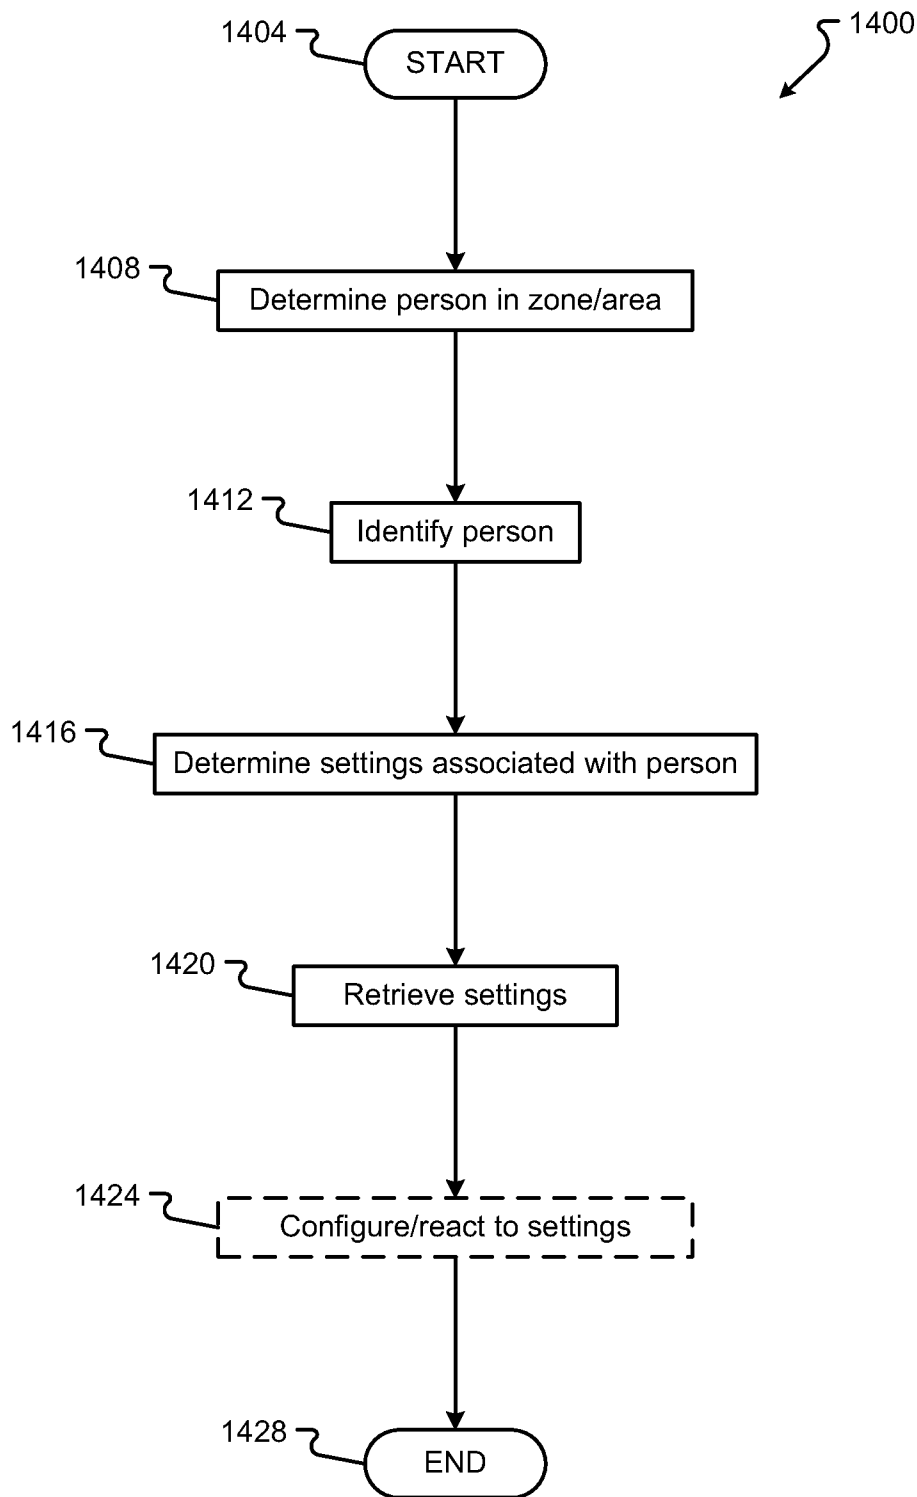 1400
1404
START
1408
Determine person in zone/area
1412
Identify person
1416
Determine settings associated with person
1420
Retrieve settings
1424
Configure/react to settings
1428
END